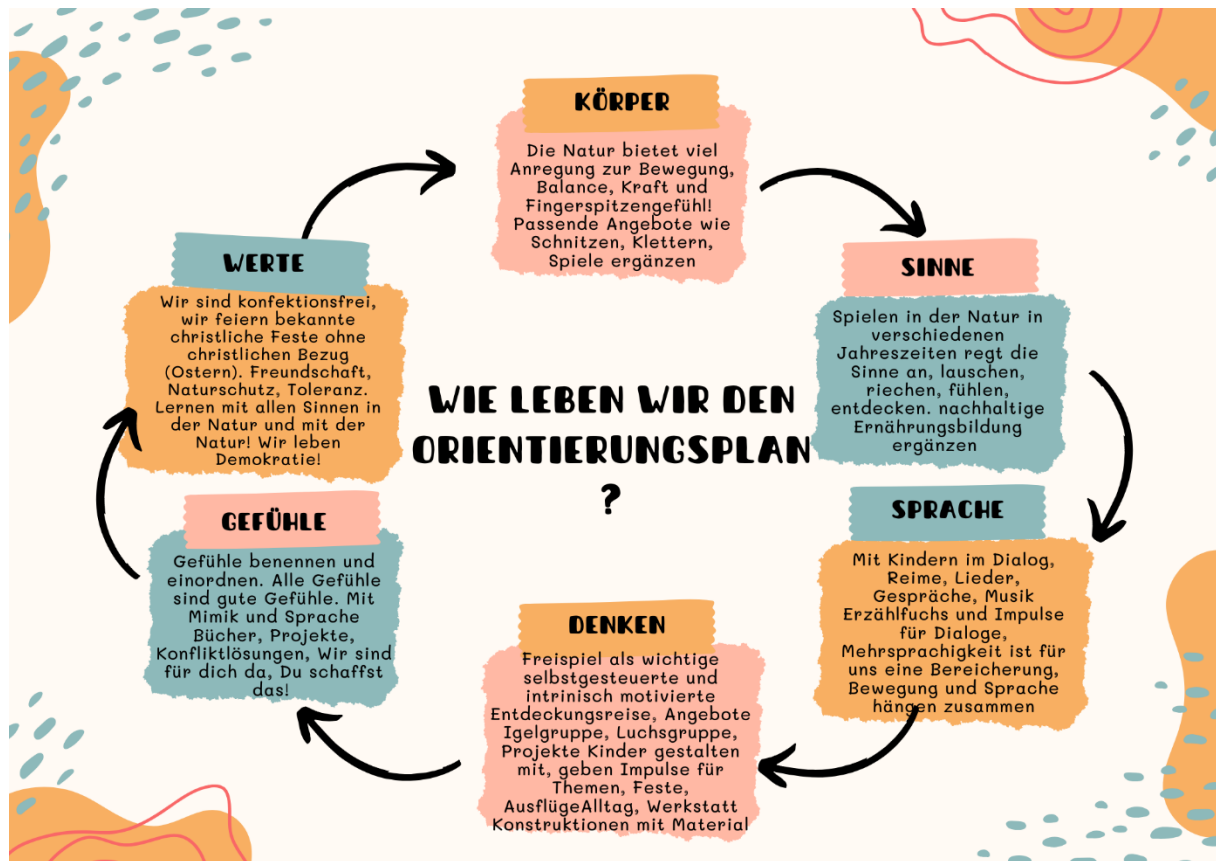 KÖRPER
Die Natur bietet viel
Anregung zur Bewegung,
Balance, Kraft und
Fingerspitzengefühl!
Passende Angebote wie
Schnitzen, Klettern,
Spiele ergänzen
SINNE
Spielen in der Natur in
verschiedenen
Jahreszeiten regt die
Sinne an, lauschen,
riechen, fühlen,
entdecken. nachhaltige
Ernährungsbildung
ergänzen
SPRACHE
Mit Kindern im Dialog,
Reime, Lieder,
Gespräche, Musik
Erzählfuchs und Impulse
für Dialoge,
Mehrsprachigkeit ist für
uns eine Bereicherung,
Bewegung und Sprache
hängen zusammen
DENKEN
Freispiel als wichtige
selbstgesteuerte und
intrinisch motivierte
Entdeckungsreise, Angebote
Igelgruppe, Luchsgruppe,
Projekte Kinder gestalten
mit, geben Impulse für
Themen, Feste,
AusflügeAlltag, Werkstatt
Konstruktionen mit Material
GEFÜHLE
Gefühle benennen und
einordnen. Alle Gefühle
sind gute Gefühle. Mit
Mimik und Sprache
Bücher, Projekte,
Konfliktlösungen, Wir sind
für dich da, Du schaffst
das!
WERTE
Wir sind konfektionsfrei,
wir feiern bekannte
christliche Feste ohne
christlichen Bezug
(Ostern). Freundschaft,
Naturschutz, Toleranz.
Lernen mit allen Sinnen in
der Natur und mit der
Natur! Wir leben
Demokratie!
WIE LEBEN WIR DEN
ORIENTIERUNGSPLAN
?